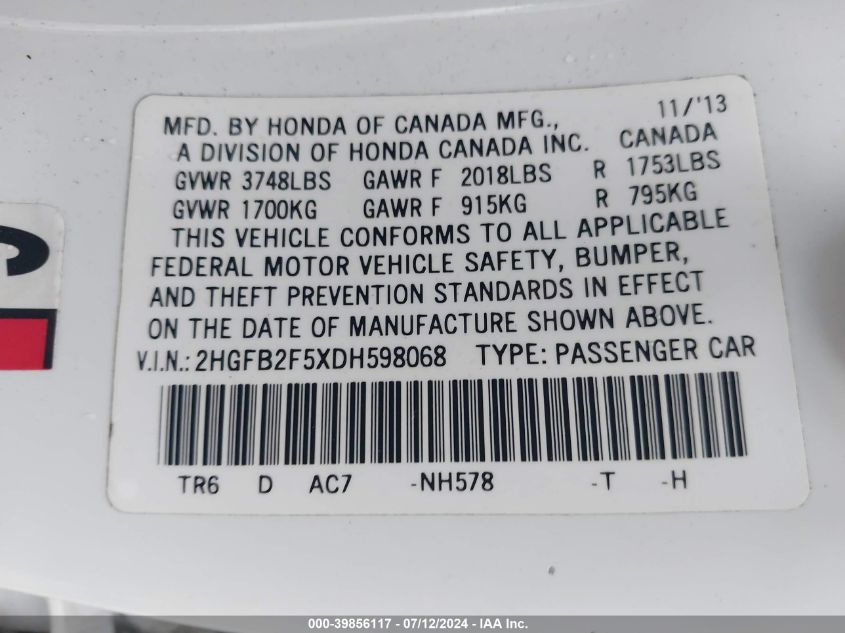 11/'13
MFD. BY HONDA OF CANADA MFG.,
A DIVISION OF HONDA CANADA INC. CANADA
GVWR 3748LBS GAWR F 2018LBS R 1753LBS
GVWR 1700KG GAWR F 915KG R 795KG
THIS VEHICLE CONFORMS TO ALL APPLICABLE
FEDERAL MOTOR VEHICLE SAFETY, BUMPER,
AND THEFT PREVENTION STANDARDS IN EFFECT
ON THE DATE OF MANUFACTURE SHOWN ABOVE.
V.I.N.: 2HGFB2F5XDH598068 TYPE: PASSENGER CAR
TR6 D AC7 -NH578 -T -H
000-39856117 - 07/12/2024 - IAA Inc.